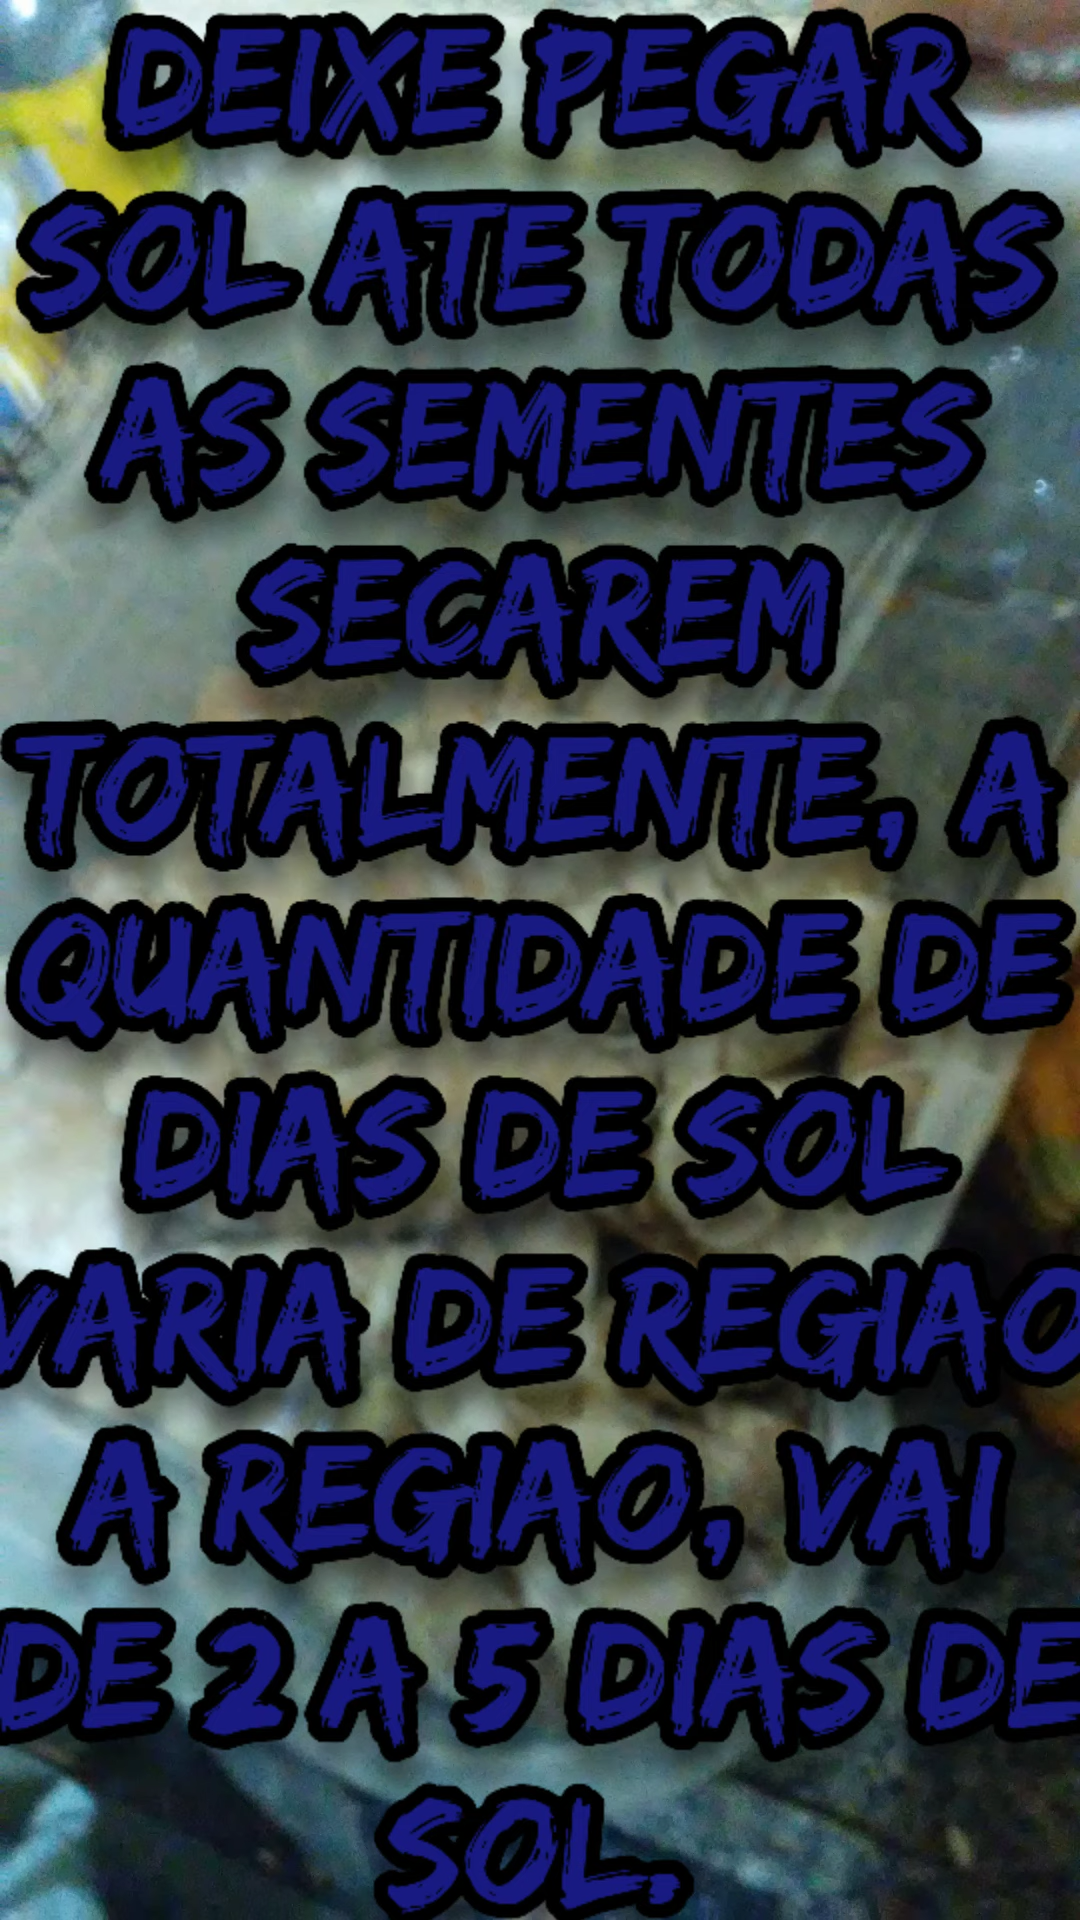 DEIXE PEGAR
SOL ATE TODAS
AS SEMENTES
SECAREM
TOTALMENTE, A
QUANTIDADE DE
DIAS DE SOL
VARIA DE REGIAO
A REGIAO, VAI
DE 2 A 5 DIAS DE
SOL.